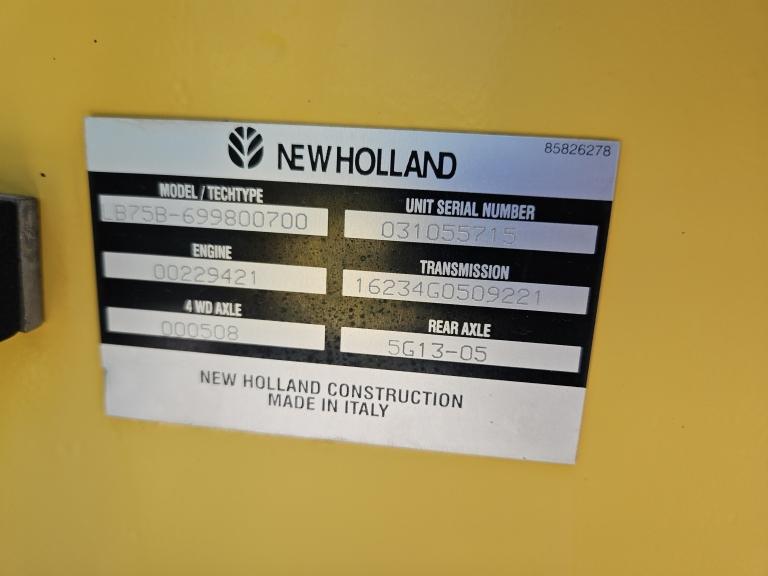 NEW HOLLAND
85826278
MODEL / TECHTYPE
LB75B-699800700
UNIT SERIAL NUMBER
031055715
ENGINE
00229421
TRANSMISSION
16234G0509221
4 WD AXLE
000508
REAR AXLE
5G13-05
NEW HOLLAND CONSTRUCTION
MADE IN ITALY